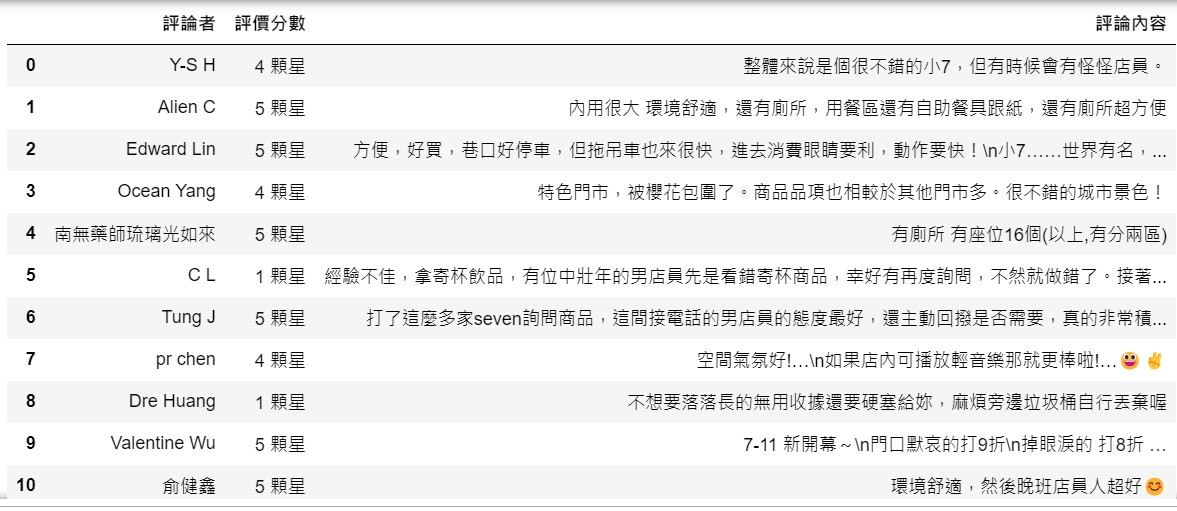 評論者 評價分數 評論內容
0 Y-S H 4 顆星 整體來說是個很不錯的小7，但有時候會有怪怪店員。
1 Alien C 5 顆星 內用很大 環境舒適，還有廁所，用餐區還有自助餐具跟紙，還有廁所超方便
2 Edward Lin 5 顆星 方便，好買，巷口好停車，但拖吊車也來很快，進去消費眼睛要利，動作要快！\n小7……世界有名，...
3 Ocean Yang 4 顆星 特色門市，被櫻花包圍了。商品品項也相較於其他門市多。很不錯的城市景色！
4 南無藥師琉璃光如來 5 顆星 有廁所 有座位16個(以上,有分兩區)
5 C L 1 顆星 經驗不佳，拿寄杯飲品，有位中壯年的男店員先是看錯寄杯商品，幸好有再度詢問，不然就做錯了。接著...
6 Tung J 5 顆星 打了這麼多家seven詢問商品，這間接電話的男店員的態度最好，還主動回撥是否需要，真的非常積...
7 pr chen 4 顆星 空間氣氛好!…\n如果店內可播放輕音樂那就更棒啦!…😀✌
8 Dre Huang 1 顆星 不想要落落長的無用收據還要硬塞給妳，麻煩旁邊垃圾桶自行丟棄喔
9 Valentine Wu 5 顆星 7-11 新開幕～\n門口默哀的打9折\n掉眼淚的 打8折 …
10 俞健鑫 5 顆星 環境舒適，然後晚班店員人超好😊